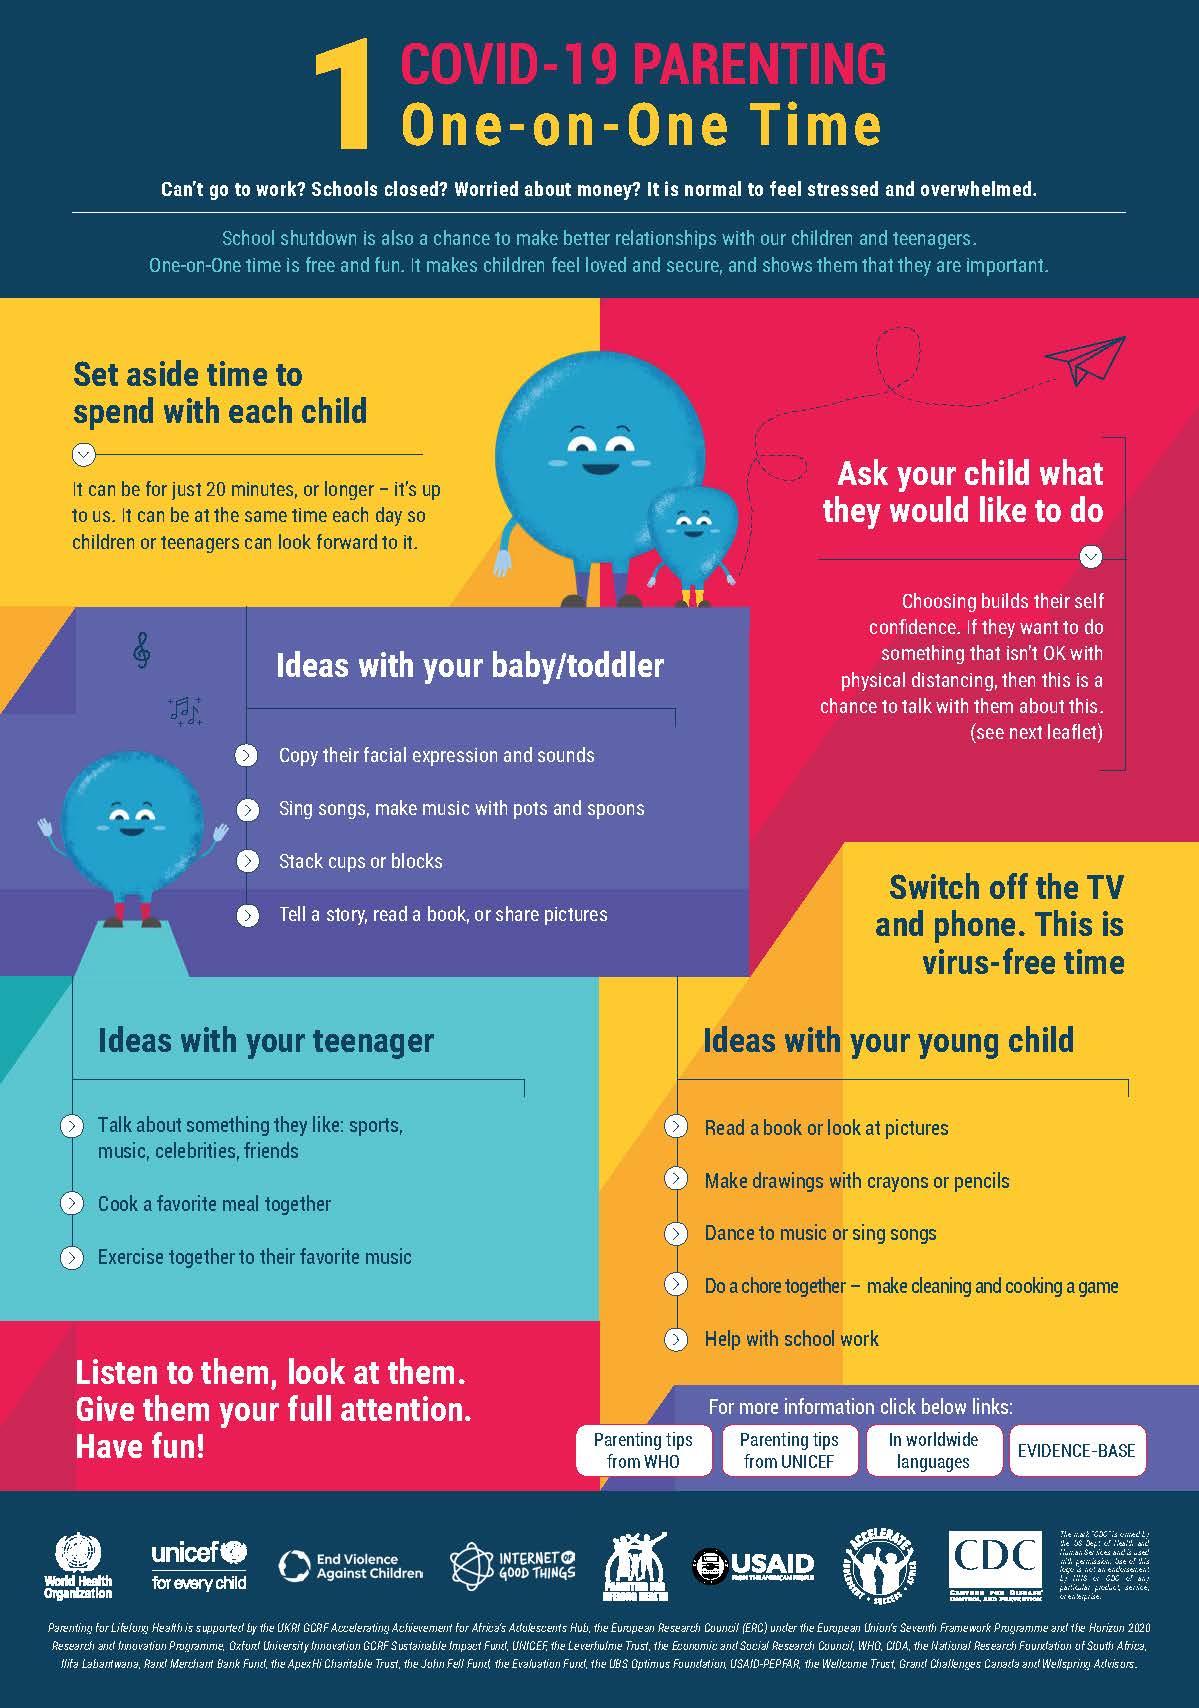 1
COVID-19 PARENTING
One-on-One Time
Can't go to work? Schools closed? Worried about money? It is normal to feel stressed and overwhelmed.
School shutdown is also a chance to make better relationships with our children and teenagers.
One-on-One time is free and fun. It makes children feel loved and secure, and shows them that they are important.
Set aside time to
spend with each child
It can be for just 20 minutes, or longer – it's up
to us. It can be at the same time each day so
children or teenagers can look forward to it.
Ask your child what
they would like to do
Choosing builds their self
confidence. If they want to do
something that isn't OK with
physical distancing, then this is a
chance to talk with them about this.
(see next leaflet)
Ideas with your baby/toddler
Copy their facial expression and sounds
Sing songs, make music with pots and spoons
Stack cups or blocks
Tell a story, read a book, or share pictures
Switch off the TV
and phone. This is
virus-free time
Ideas with your teenager
Talk about something they like: sports,
music, celebrities, friends
Cook a favorite meal together
Exercise together to their favorite music
Ideas with your young child
Read a book or look at pictures
Make drawings with crayons or pencils
Dance to music or sing songs
Do a chore together – make cleaning and cooking a game
Help with school work
Listen to them, look at them.
Give them your full attention.
Have fun!
For more information click below links:
Parenting tips
from WHO
Parenting tips
from UNICEF
In worldwide
languages
EVIDENCE-BASE
World Health
Organization
unicef
for every child
End Violence
Against Children
INTERNET OF
GOOD THINGS
PARENTING FOR
LIFELONG HEALTH
USAID
FROM THE AMERICAN PEOPLE
ACCELERATE
ACHIEVEMENT • SUCCESS • AFRICA
CDC
CENTERS FOR DISEASE
CONTROL AND PREVENTION
The mark "CDC" is owned by
the US Dept of Health and
Human Services and is used
with permission. Use of this
logo is not an endorsement
by HHS or CDC of any
particular product, service,
or enterprise.
Parenting for Lifelong Health is supported by the UKRI GCRF Accelerating Achievement for Africa's Adolescents Hub, the European Research Council (ERC) under the European Union's Seventh Framework Programme and the Horizon 2020
Research and Innovation Programme, Oxford University Innovation GCRF Sustainable Impact Fund, UNICEF, the Leverhulme Trust, the Economic and Social Research Council, WHO, CIDA, the National Research Foundation of South Africa,
Ilifa Labantwana, Rand Merchant Bank Fund, the ApexHi Charitable Trust, the John Fell Fund, the Evaluation Fund, the UBS Optimus Foundation, USAID-PEPFAR, the Wellcome Trust, Grand Challenges Canada and Wellspring Advisors.